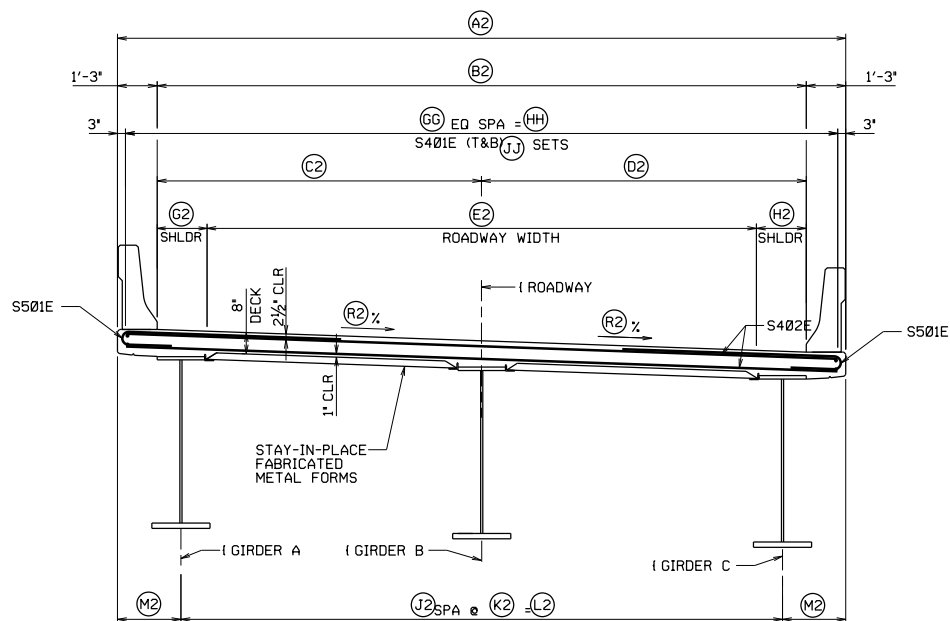 A2
1'-3" B2 1'-3"
3" GG EQ SPA = HH 3"
S401E (T&B) JJ SETS
C2 D2
G2 E2 H2
SHLDR ROADWAY WIDTH SHLDR
8" DECK
2½" CLR
ROADWAY
S501E R2 % R2 % S402E S501E
1" CLR
STAY-IN-PLACE
FABRICATED
METAL FORMS
GIRDER A GIRDER B GIRDER C
M2 J2 SPA @ K2 = L2 M2